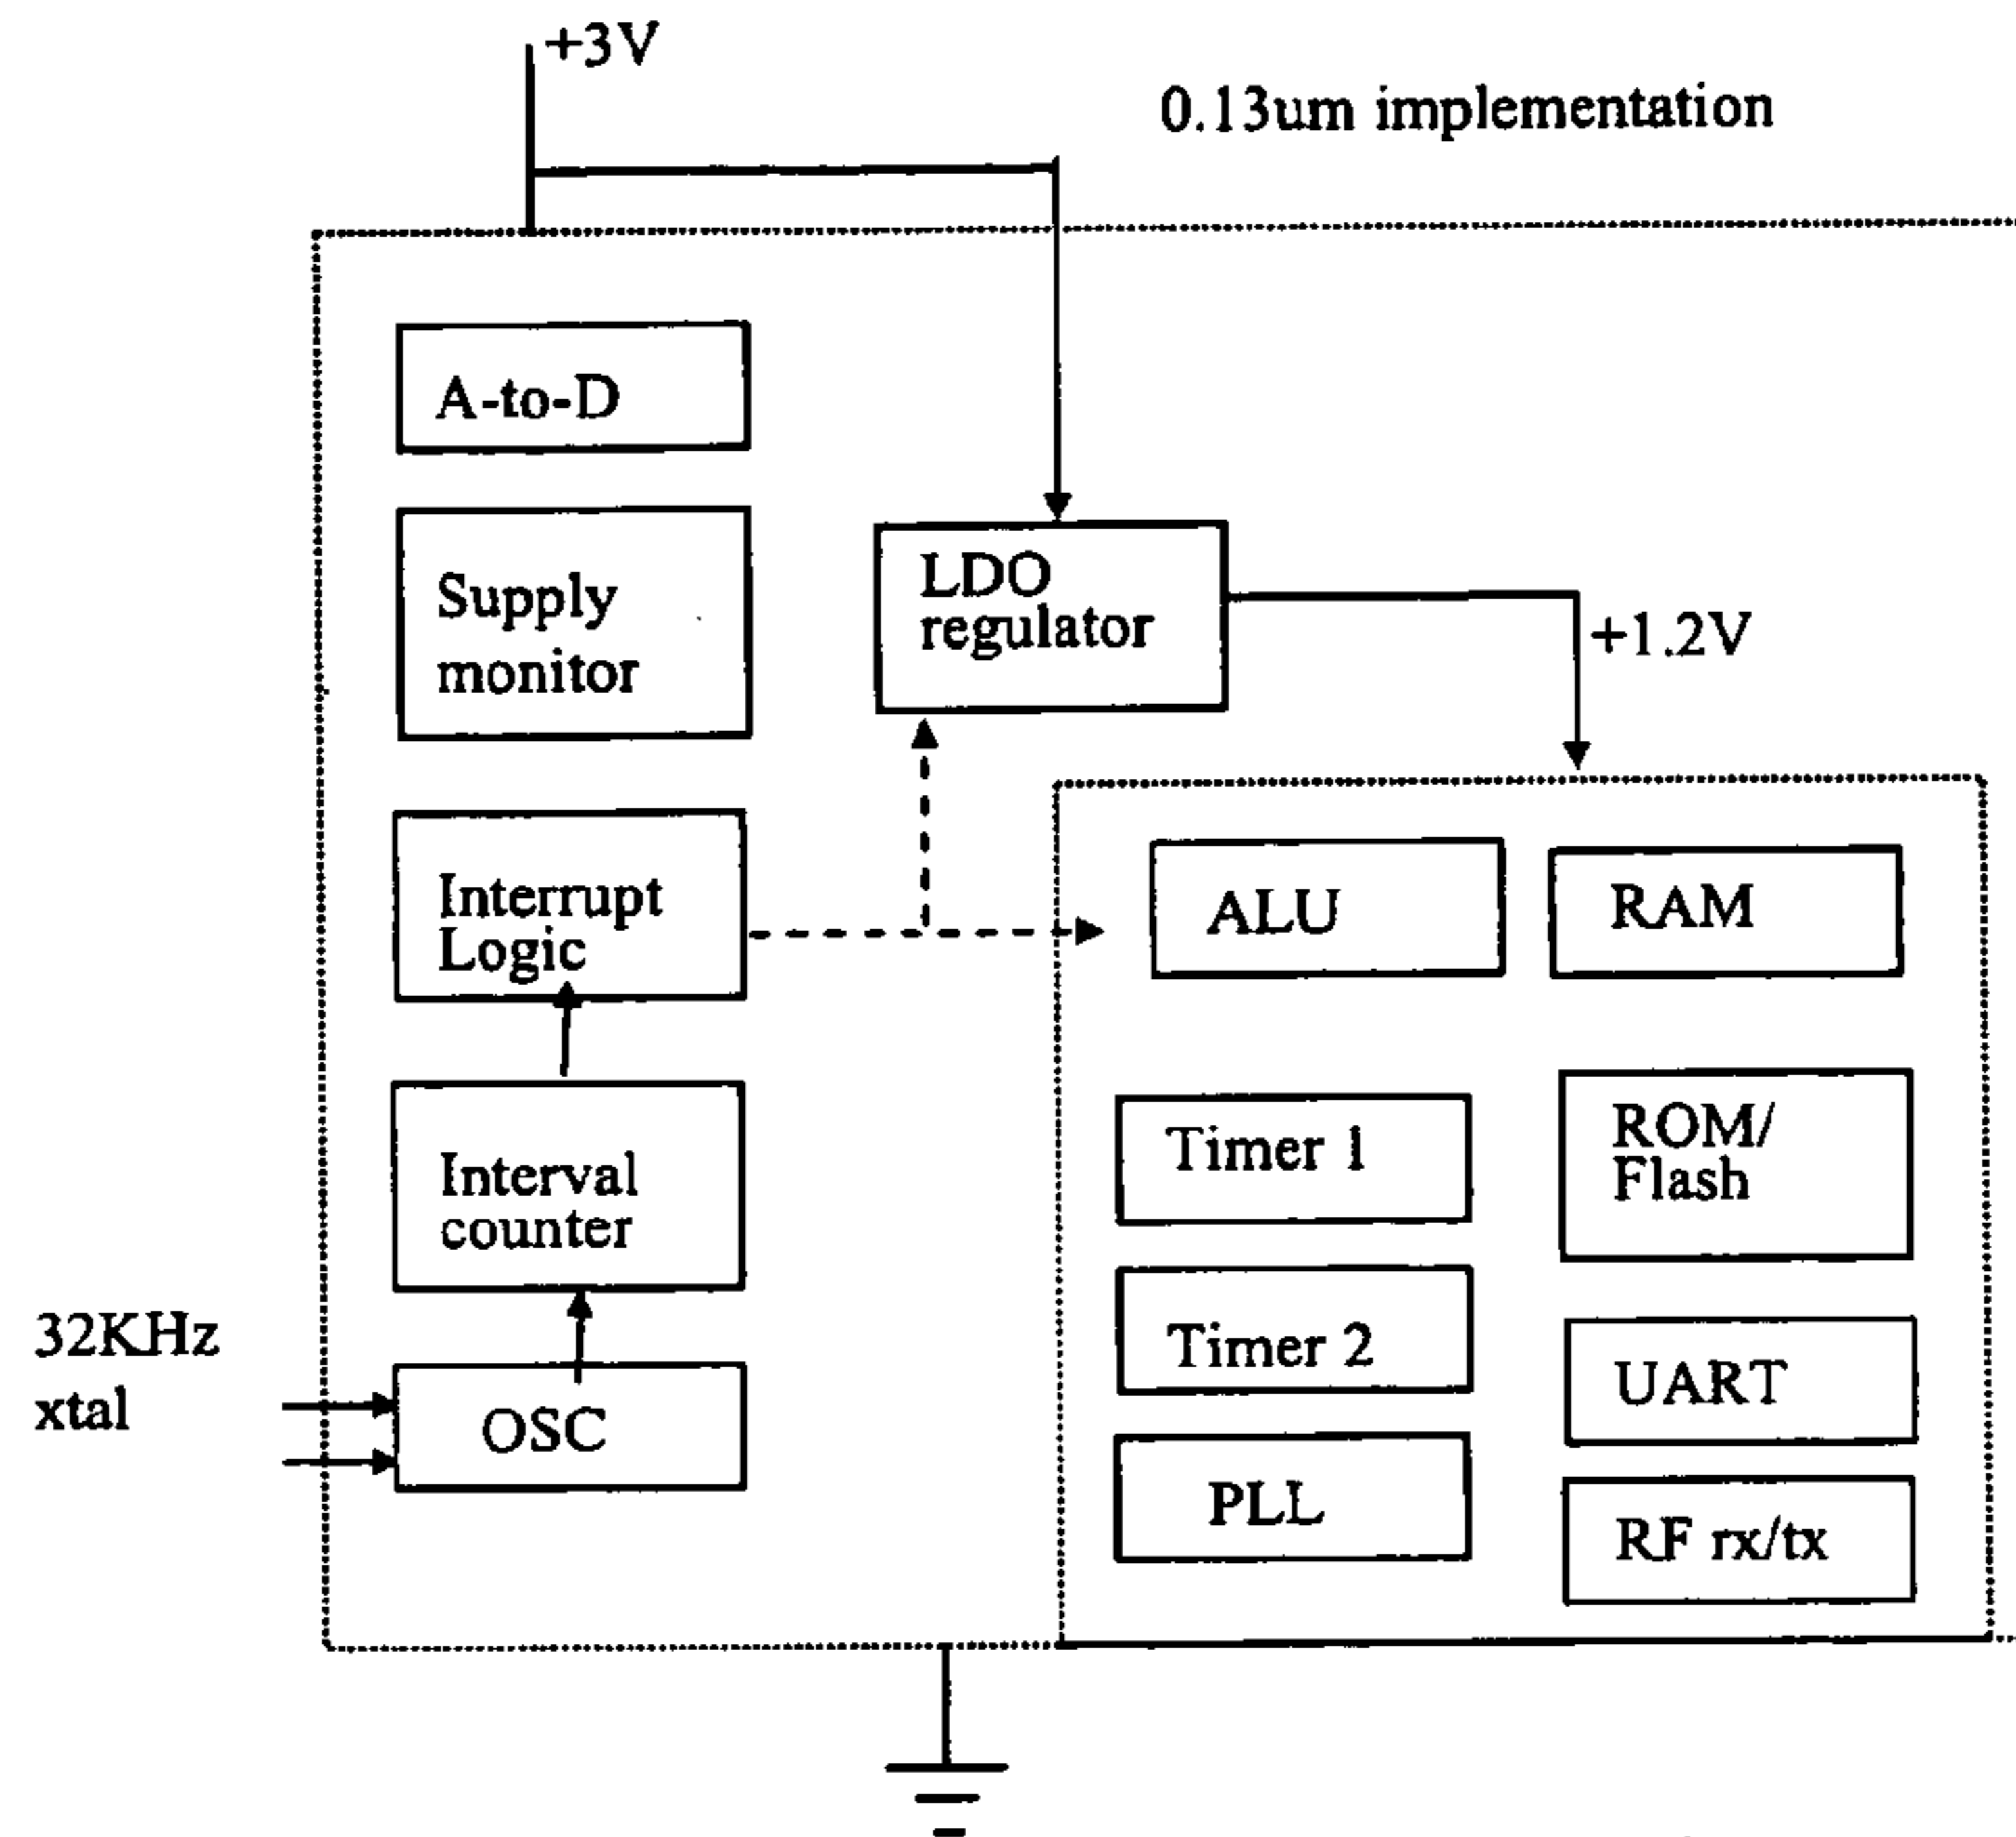 +3V
0.13um implementation
A-to-D
Supply
monitor
LDO
regulator
+1.2V
Interrupt
Logic
ALU
RAM
Interval
counter
Timer 1
ROM/
Flash
Timer 2
UART
32KHz
xtal
OSC
PLL
RF rx/tx